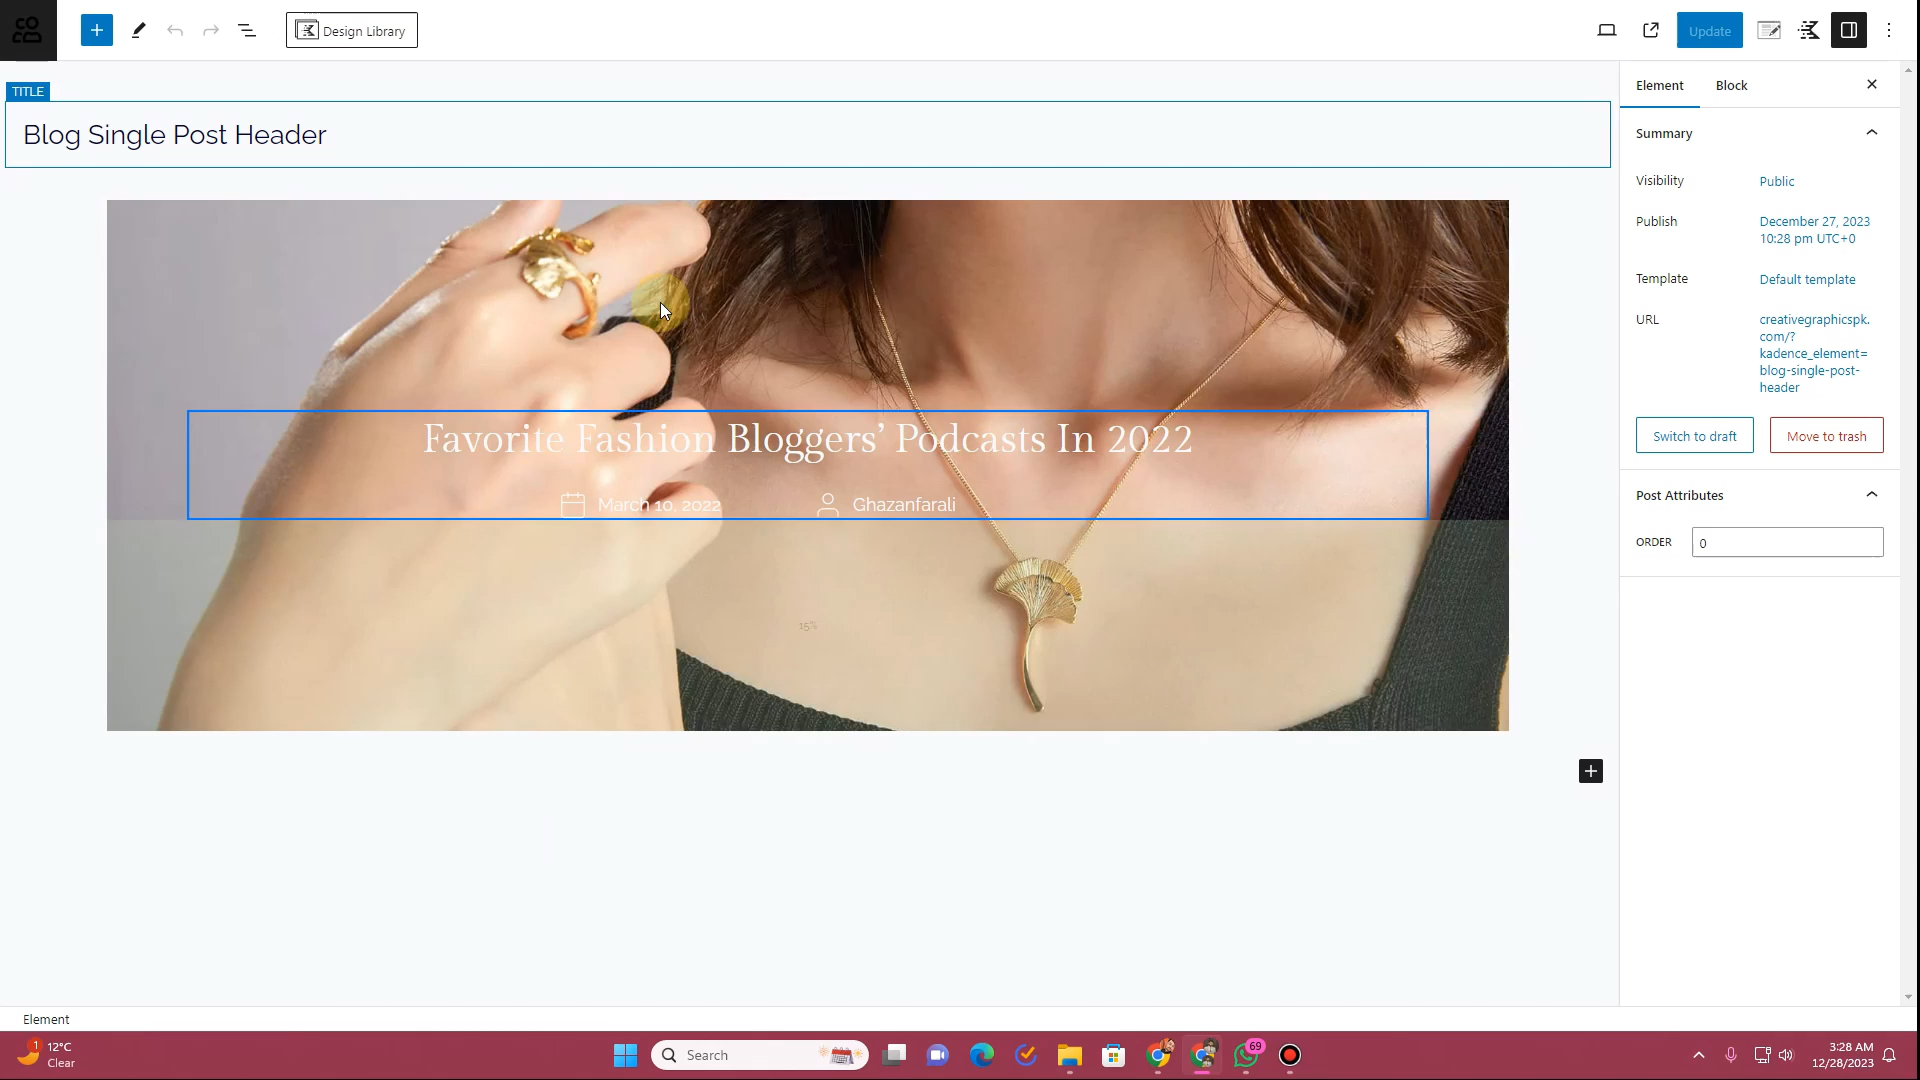 Design Library
Update
TITLE
Blog Single Post Header
Favorite Fashion Bloggers’ Podcasts In 2022
March 10, 2022
Ghazanfarali
15%
Element
Block
Summary
Visibility
Public
Publish
December 27, 2023
10:28 pm UTC+0
Template
Default template
URL
creativegraphicspk.
com/?
kadence_element=
blog-single-post-
header
Switch to draft
Move to trash
Post Attributes
ORDER
0
Element
1
12°C
Clear
Search
69
3:28 AM
12/28/2023